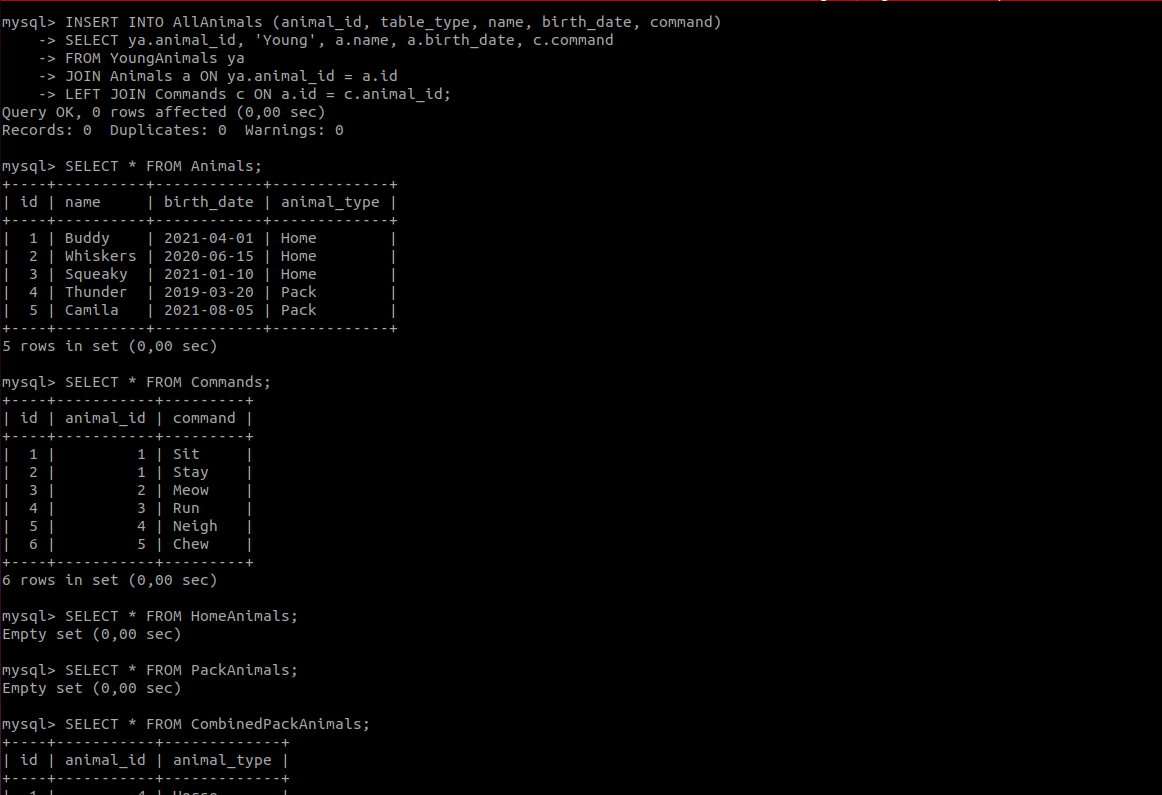 mysql> INSERT INTO AllAnimals (animal_id, table_type, name, birth_date, command)
    -> SELECT ya.animal_id, 'Young', a.name, a.birth_date, c.command
    -> FROM YoungAnimals ya
    -> JOIN Animals a ON ya.animal_id = a.id
    -> LEFT JOIN Commands c ON a.id = c.animal_id;
Query OK, 0 rows affected (0,00 sec)
Records: 0  Duplicates: 0  Warnings: 0

mysql> SELECT * FROM Animals;
+----+----------+------------+-------------+
| id | name     | birth_date | animal_type |
+----+----------+------------+-------------+
|  1 | Buddy    | 2021-04-01 | Home        |
|  2 | Whiskers | 2020-06-15 | Home        |
|  3 | Squeaky  | 2021-01-10 | Home        |
|  4 | Thunder  | 2019-03-20 | Pack        |
|  5 | Camila   | 2021-08-05 | Pack        |
+----+----------+------------+-------------+
5 rows in set (0,00 sec)

mysql> SELECT * FROM Commands;
+----+-----------+---------+
| id | animal_id | command |
+----+-----------+---------+
|  1 |         1 | Sit     |
|  2 |         1 | Stay    |
|  3 |         2 | Meow    |
|  4 |         3 | Run     |
|  5 |         4 | Neigh   |
|  6 |         5 | Chew    |
+----+-----------+---------+
6 rows in set (0,00 sec)

mysql> SELECT * FROM HomeAnimals;
Empty set (0,00 sec)

mysql> SELECT * FROM PackAnimals;
Empty set (0,00 sec)

mysql> SELECT * FROM CombinedPackAnimals;
+----+-----------+-------------+
| id | animal_id | animal_type |
+----+-----------+-------------+